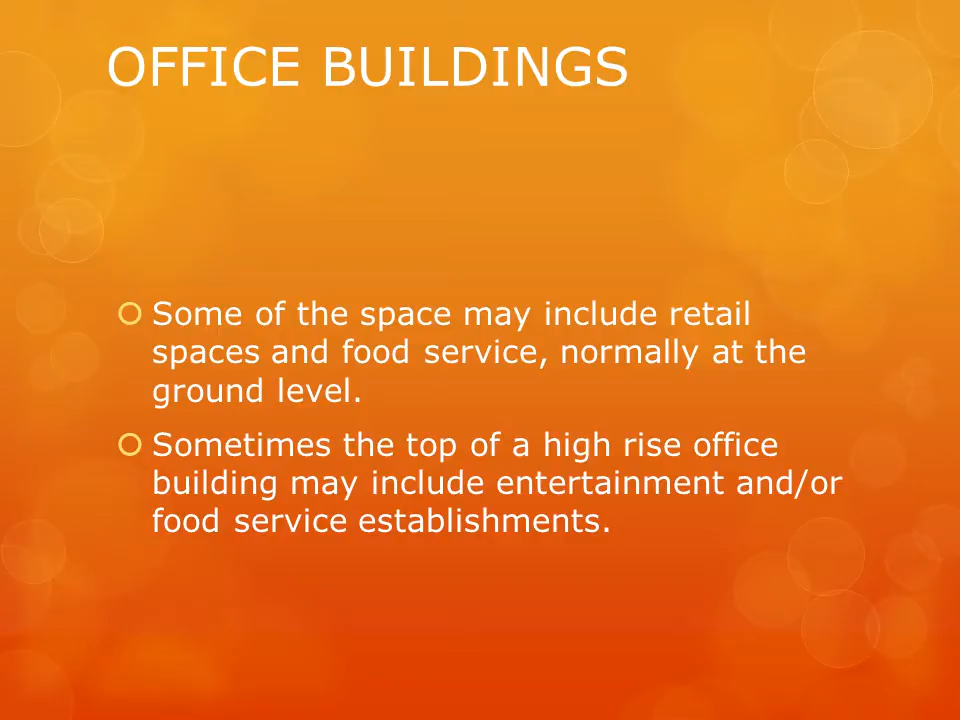 OFFICE BUILDINGS
Some of the space may include retail
spaces and food service, normally at the
ground level.
Sometimes the top of a high rise office
building may include entertainment and/or
food service establishments.